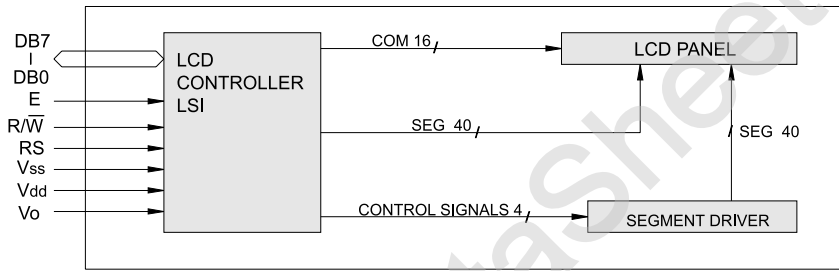 DB7
I
DB0
E
R/W̅
RS
Vss
Vdd
Vo
LCD
CONTROLLER
LSI
COM 16
LCD PANEL
SEG 40
SEG 40
CONTROL SIGNALS 4
SEGMENT DRIVER
taSheet